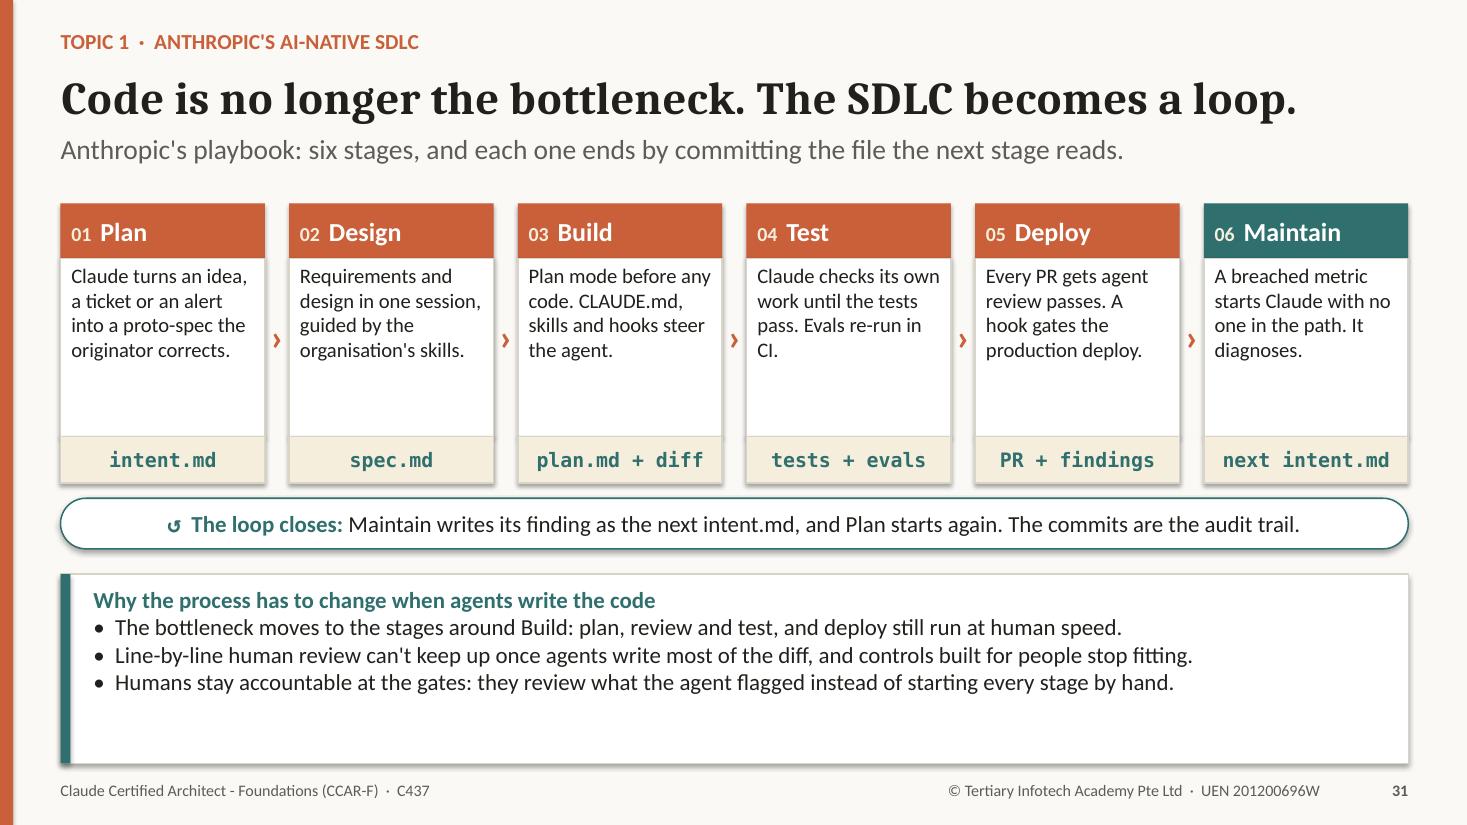 TOPIC 1 · ANTHROPIC'S AI-NATIVE SDLC
Code is no longer the bottleneck. The SDLC becomes a loop.
Anthropic's playbook: six stages, and each one ends by committing the file the next stage reads.
01 Plan
Claude turns an idea,
a ticket or an alert
into a proto-spec the
originator corrects.
intent.md
›
02 Design
Requirements and
design in one session,
guided by the
organisation's skills.
spec.md
›
03 Build
Plan mode before any
code. CLAUDE.md,
skills and hooks steer
the agent.
plan.md + diff
›
04 Test
Claude checks its own
work until the tests
pass. Evals re-run in
CI.
tests + evals
›
05 Deploy
Every PR gets agent
review passes. A
hook gates the
production deploy.
PR + findings
›
06 Maintain
A breached metric
starts Claude with no
one in the path. It
diagnoses.
next intent.md
↺ The loop closes: Maintain writes its finding as the next intent.md, and Plan starts again. The commits are the audit trail.
Why the process has to change when agents write the code
• The bottleneck moves to the stages around Build: plan, review and test, and deploy still run at human speed.
• Line-by-line human review can't keep up once agents write most of the diff, and controls built for people stop fitting.
• Humans stay accountable at the gates: they review what the agent flagged instead of starting every stage by hand.
Claude Certified Architect - Foundations (CCAR-F) · C437
© Tertiary Infotech Academy Pte Ltd · UEN 201200696W
31